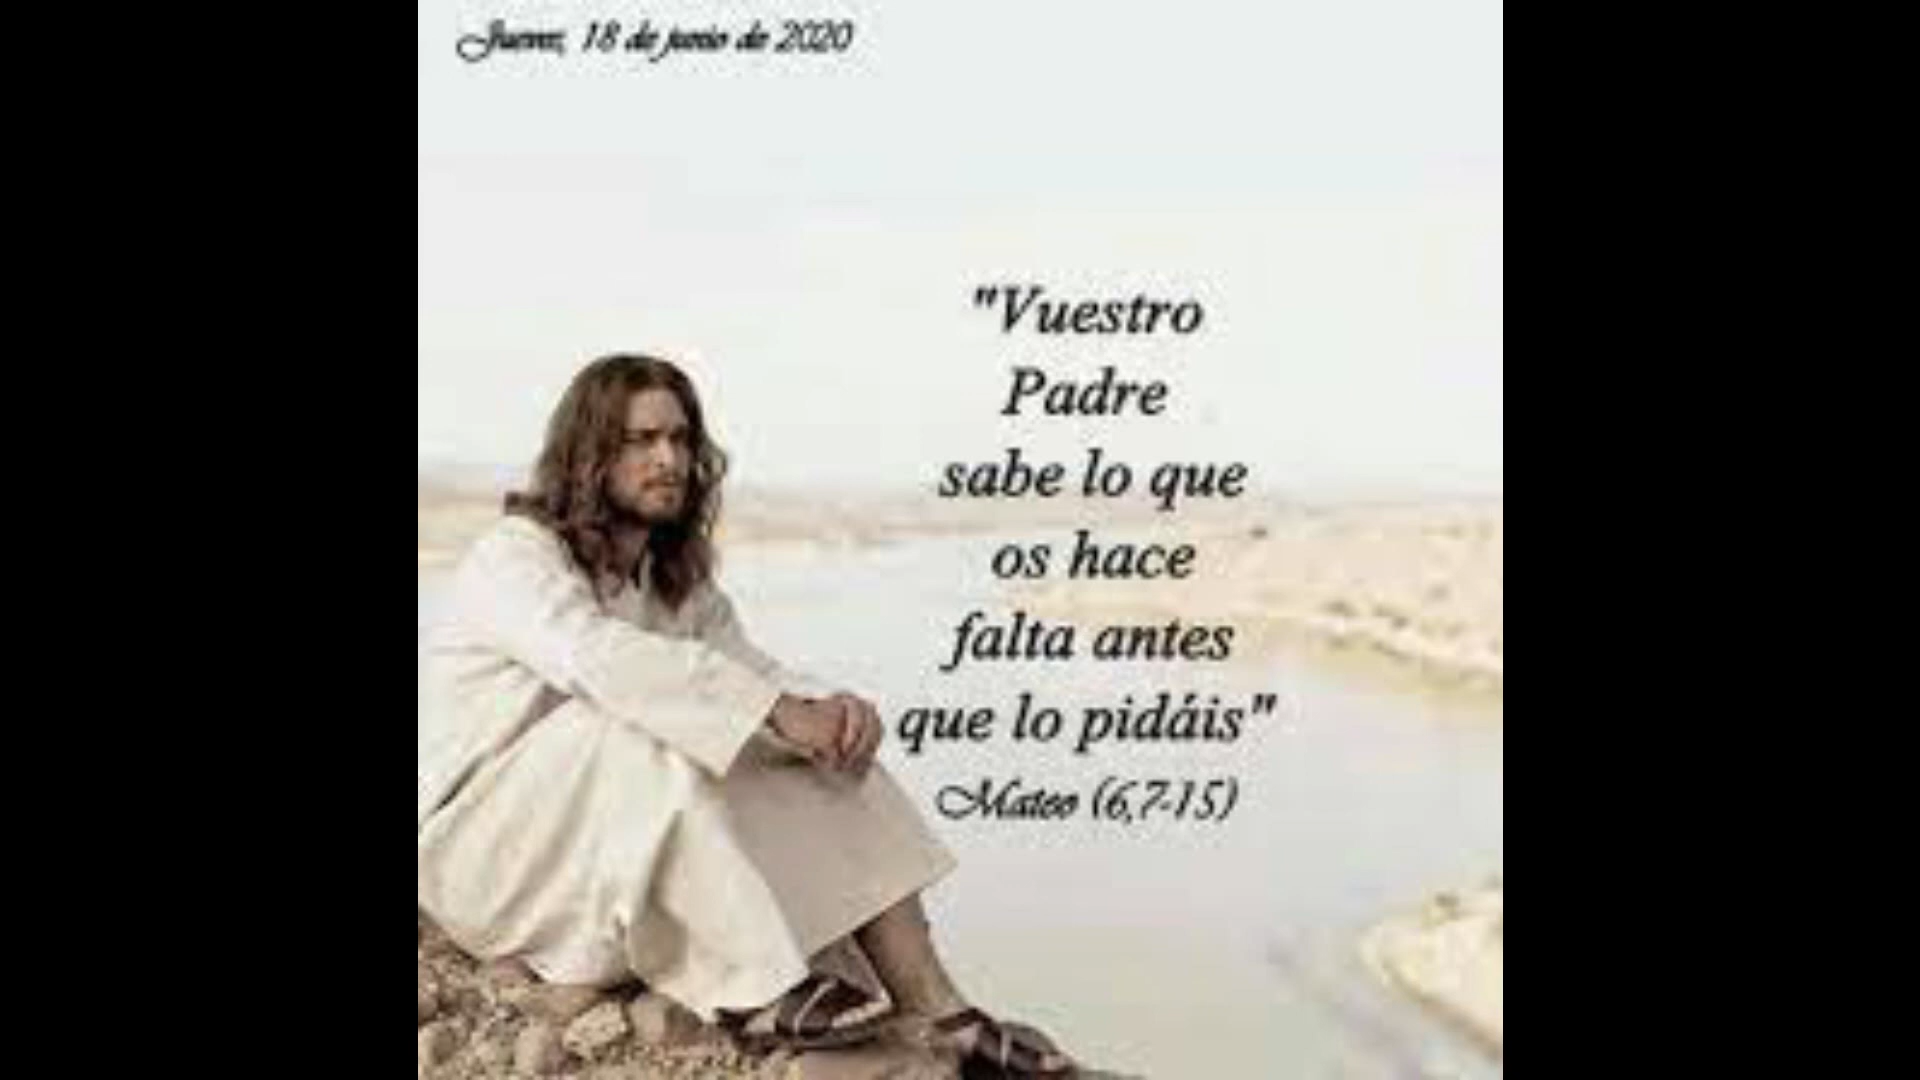 Jueves, 18 de junio de 2020
"Vuestro
Padre
sabe lo que
os hace
falta antes
que lo pidáis"
Mateo (6,7-15)